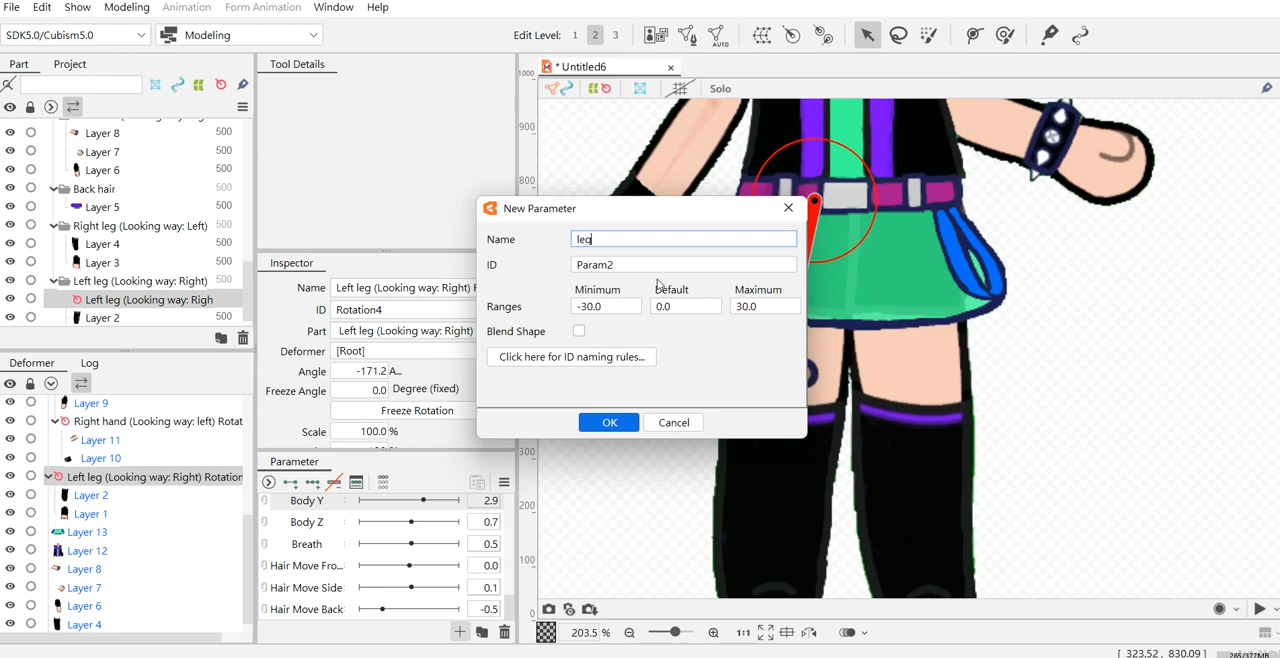 File Edit Show Modeling Animation Form Animation Window Help
SDK5.0/Cubism5.0 Modeling Edit Level: 1 2 3 AUTO
Part Project
Layer 8 500
Layer 7 500
Layer 6 500
Back hair 500
Layer 5 500
Right leg (Looking way: Left) 500
Layer 4 500
Layer 3 500
Left leg (Looking way: Right) 500
Left leg (Looking way: Righ
Layer 2 500
Deformer Log
Layer 9
Right hand (Looking way: left) Rotat
Layer 11
Layer 10
Left leg (Looking way: Right) Rotation
Layer 2
Layer 1
Layer 13
Layer 12
Layer 8
Layer 7
Layer 6
Layer 4
Tool Details
Inspector
Name Left leg (Looking way: Right) R
ID Rotation4
Part Left leg (Looking way: Right)
Deformer [Root]
Angle -171.2 A...
Freeze Angle 0.0 Degree (fixed)
Freeze Rotation
Scale 100.0 %
Parameter
Body Y 2.9
Body Z 0.7
Breath 0.5
Hair Move Fro... 0.0
Hair Move Side 0.1
Hair Move Back -0.5
* Untitled6
Solo
1000
900
800
300
200
100
0
New Parameter
Name leg
ID Param2
Minimum Default Maximum
Ranges -30.0 0.0 30.0
Blend Shape
Click here for ID naming rules...
OK Cancel
203.5 % 1:1
[ 323.52, 830.09 ] 265/377MB